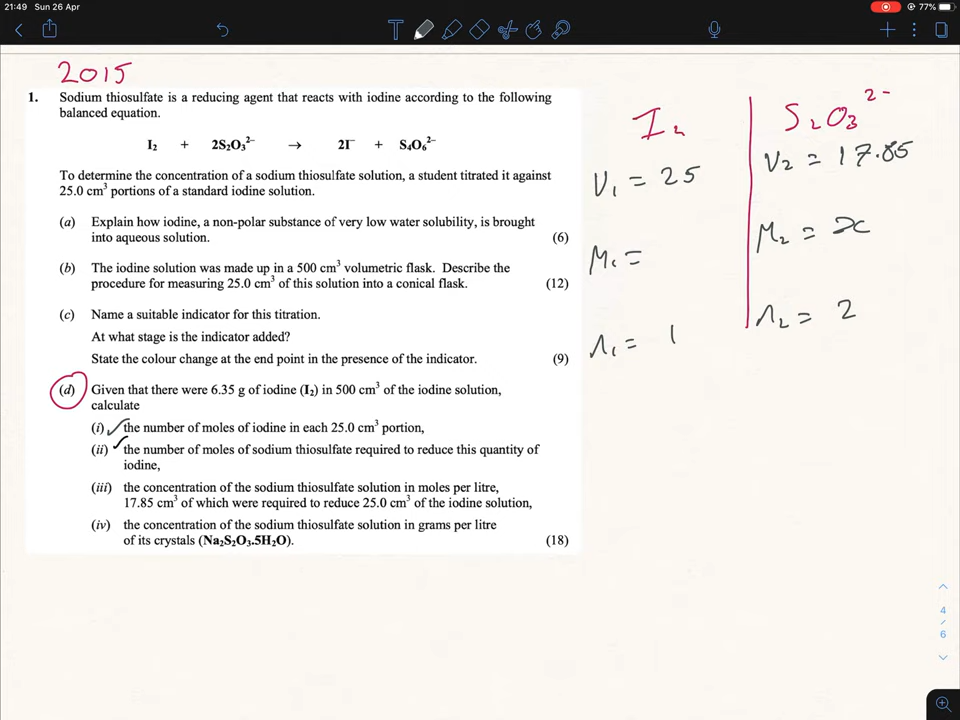 21:49 Sun 26 Apr
77%
2015
1. Sodium thiosulfate is a reducing agent that reacts with iodine according to the following
balanced equation.
I₂ + 2S₂O₃²⁻ → 2I⁻ + S₄O₆²⁻
To determine the concentration of a sodium thiosulfate solution, a student titrated it against
25.0 cm³ portions of a standard iodine solution.
(a) Explain how iodine, a non-polar substance of very low water solubility, is brought
into aqueous solution. (6)
(b) The iodine solution was made up in a 500 cm³ volumetric flask. Describe the
procedure for measuring 25.0 cm³ of this solution into a conical flask. (12)
(c) Name a suitable indicator for this titration.
At what stage is the indicator added?
State the colour change at the end point in the presence of the indicator. (9)
(d) Given that there were 6.35 g of iodine (I₂) in 500 cm³ of the iodine solution,
calculate
(i) the number of moles of iodine in each 25.0 cm³ portion,
(ii) the number of moles of sodium thiosulfate required to reduce this quantity of
iodine,
(iii) the concentration of the sodium thiosulfate solution in moles per litre,
17.85 cm³ of which were required to reduce 25.0 cm³ of the iodine solution,
(iv) the concentration of the sodium thiosulfate solution in grams per litre
of its crystals (Na₂S₂O₃.5H₂O). (18)
I₂
V₁ = 25
M₁ =
n₁ = 1
S₂O₃²⁻
V₂ = 17.85
M₂ = x
n₂ = 2
4
/
6